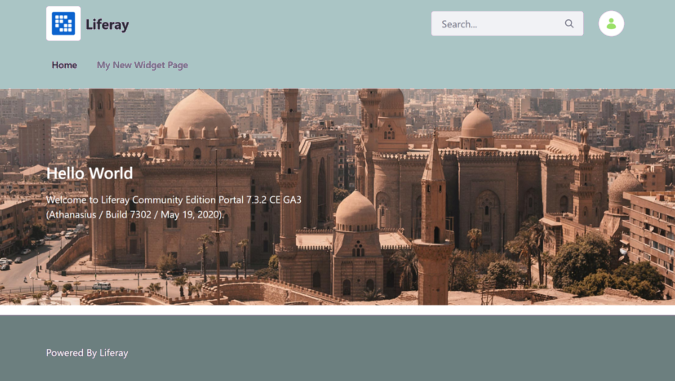 Liferay
Search...
Home
My New Widget Page
Hello World
Welcome to Liferay Community Edition Portal 7.3.2 CE GA3
(Athanasius / Build 7302 / May 19, 2020).
Powered By Liferay